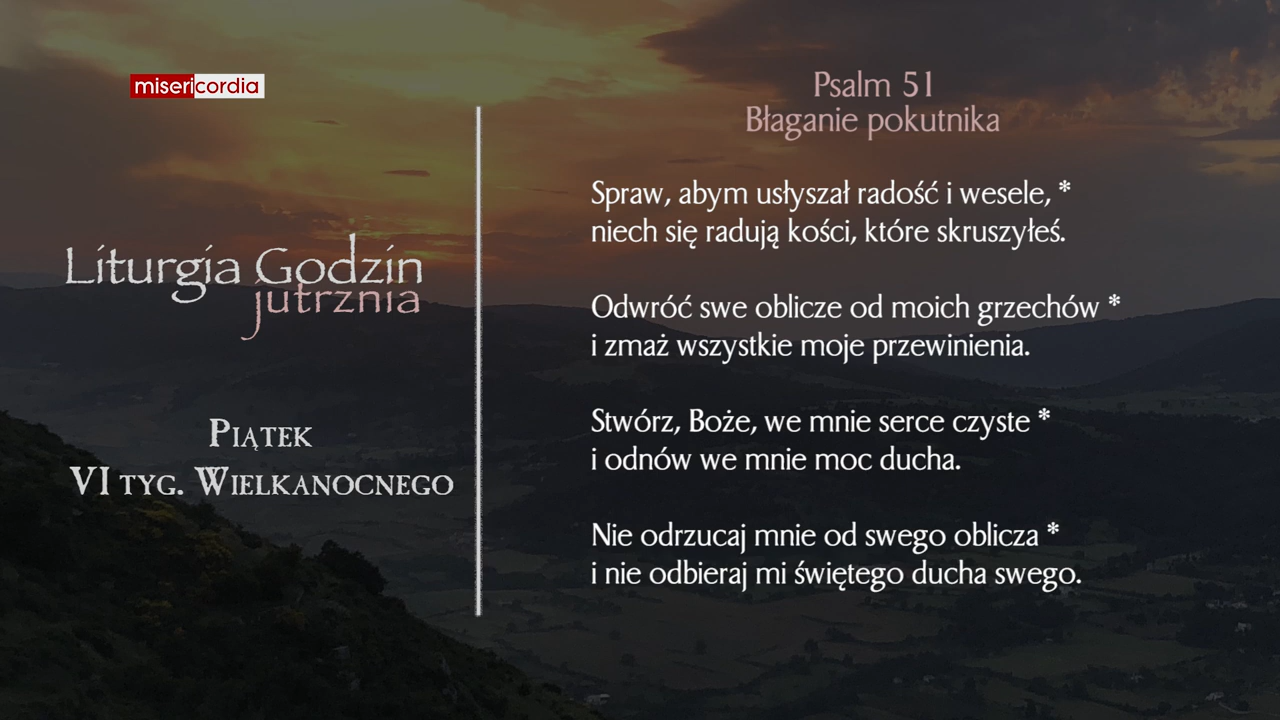 misericordia
Liturgia Godzin
jutrznia
Piątek
VI tyg. Wielkanocnego
Psalm 51
Błaganie pokutnika
Spraw, abym usłyszał radość i wesele, *
niech się radują kości, które skruszyłeś.
Odwróć swe oblicze od moich grzechów *
i zmaż wszystkie moje przewinienia.
Stwórz, Boże, we mnie serce czyste *
i odnów we mnie moc ducha.
Nie odrzucaj mnie od swego oblicza *
i nie odbieraj mi świętego ducha swego.